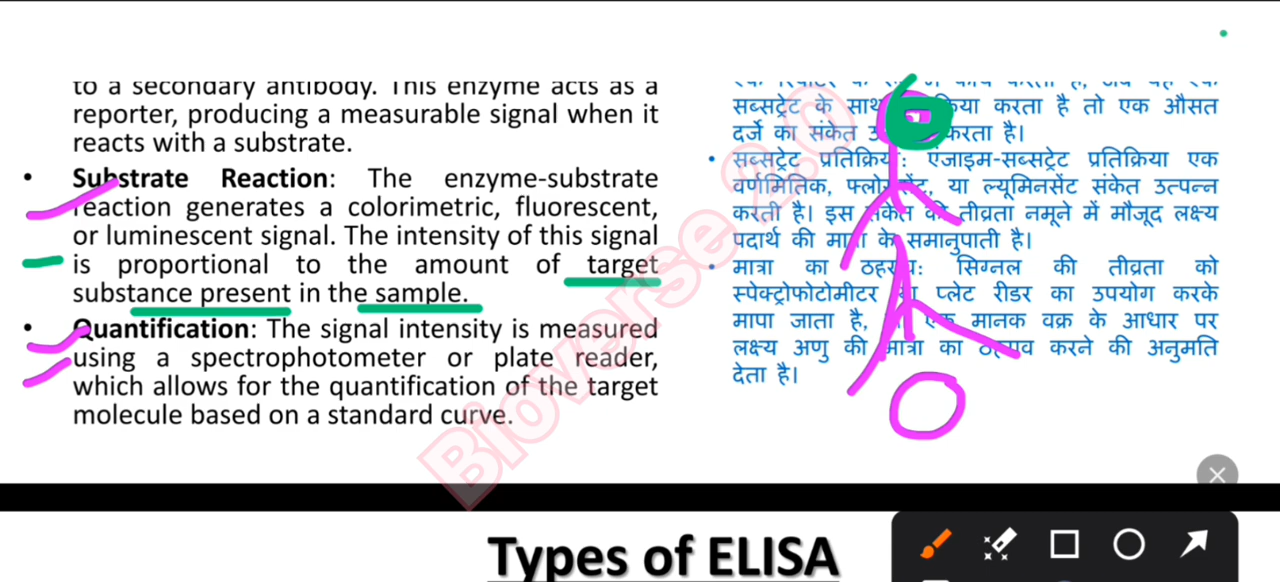 to a secondary antibody. This enzyme acts as a
reporter, producing a measurable signal when it
reacts with a substrate.
• Substrate Reaction: The enzyme-substrate
reaction generates a colorimetric, fluorescent,
or luminescent signal. The intensity of this signal
is proportional to the amount of target
substance present in the sample.
• Quantification: The signal intensity is measured
using a spectrophotometer or plate reader,
which allows for the quantification of the target
molecule based on a standard curve.
सब्सट्रेट के साथ करता है तो एक औसत
दर्जे का संकेत करता है।
• सब्सट्रेट प्रतिक्रिया: एंजाइम-सब्सट्रेट प्रतिक्रिया एक
वर्णमितिक, या ल्यूमिनसेंट संकेत उत्पन्न
करती है। इस संकेत की तीव्रता नमूने में मौजूद लक्ष्य
पदार्थ की मात्रा के समानुपाती है।
• मात्रा का सिग्नल की तीव्रता को
स्पेक्ट्रोफोटोमीटर या प्लेट रीडर का उपयोग करके
मापा जाता है, एक मानक वक्र के आधार पर
लक्ष्य अणु की मात्रा का करने की अनुमति
देता है।
Bioverse 2.0
Types of ELISA